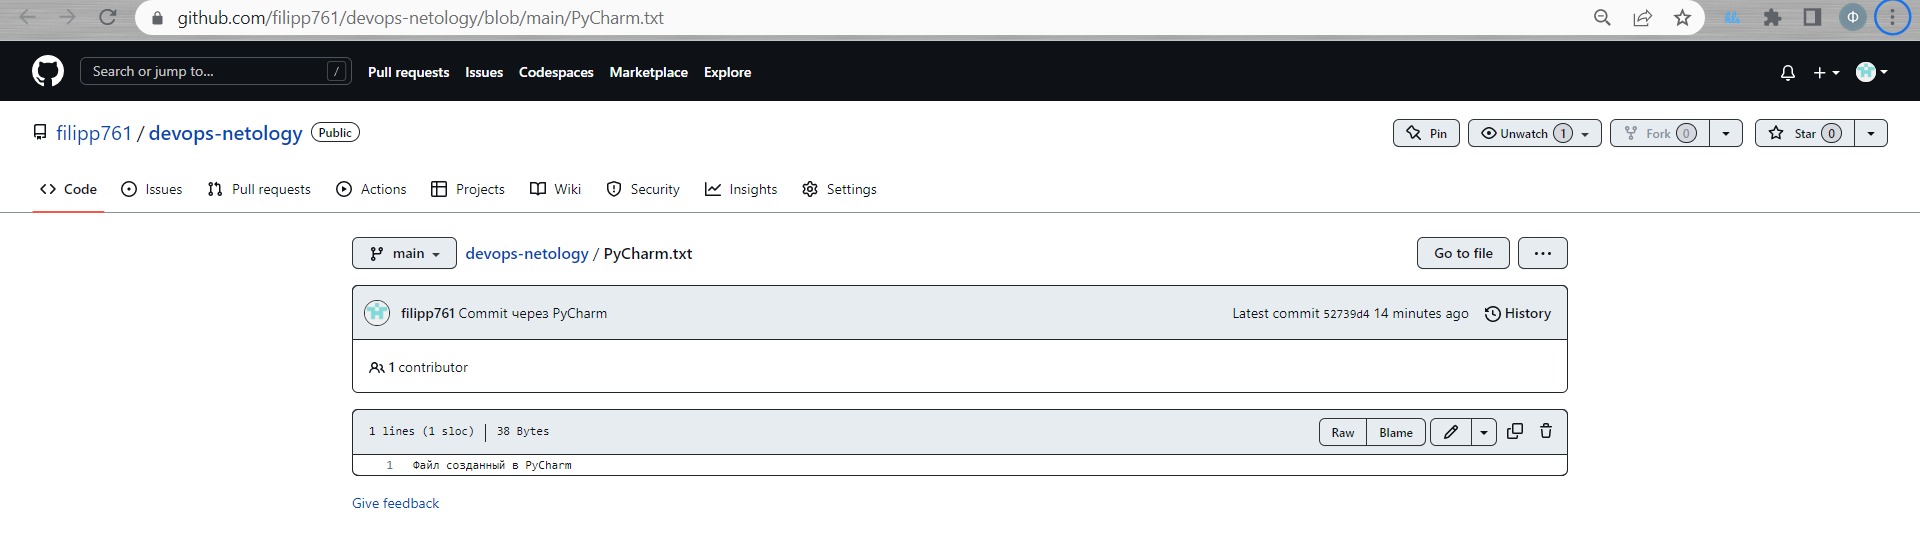 github.com/filipp761/devops-netology/blob/main/PyCharm.txt
Ф
Search or jump to... /
Pull requests Issues Codespaces Marketplace Explore
filipp761 / devops-netology Public
Pin Unwatch 1 Fork 0 Star 0
Code Issues Pull requests Actions Projects Wiki Security Insights Settings
main devops-netology / PyCharm.txt Go to file
filipp761 Commit через PyCharm Latest commit 52739d4 14 minutes ago History
1 contributor
1 lines (1 sloc) 38 Bytes Raw Blame
1 Файл созданный в PyCharm
Give feedback